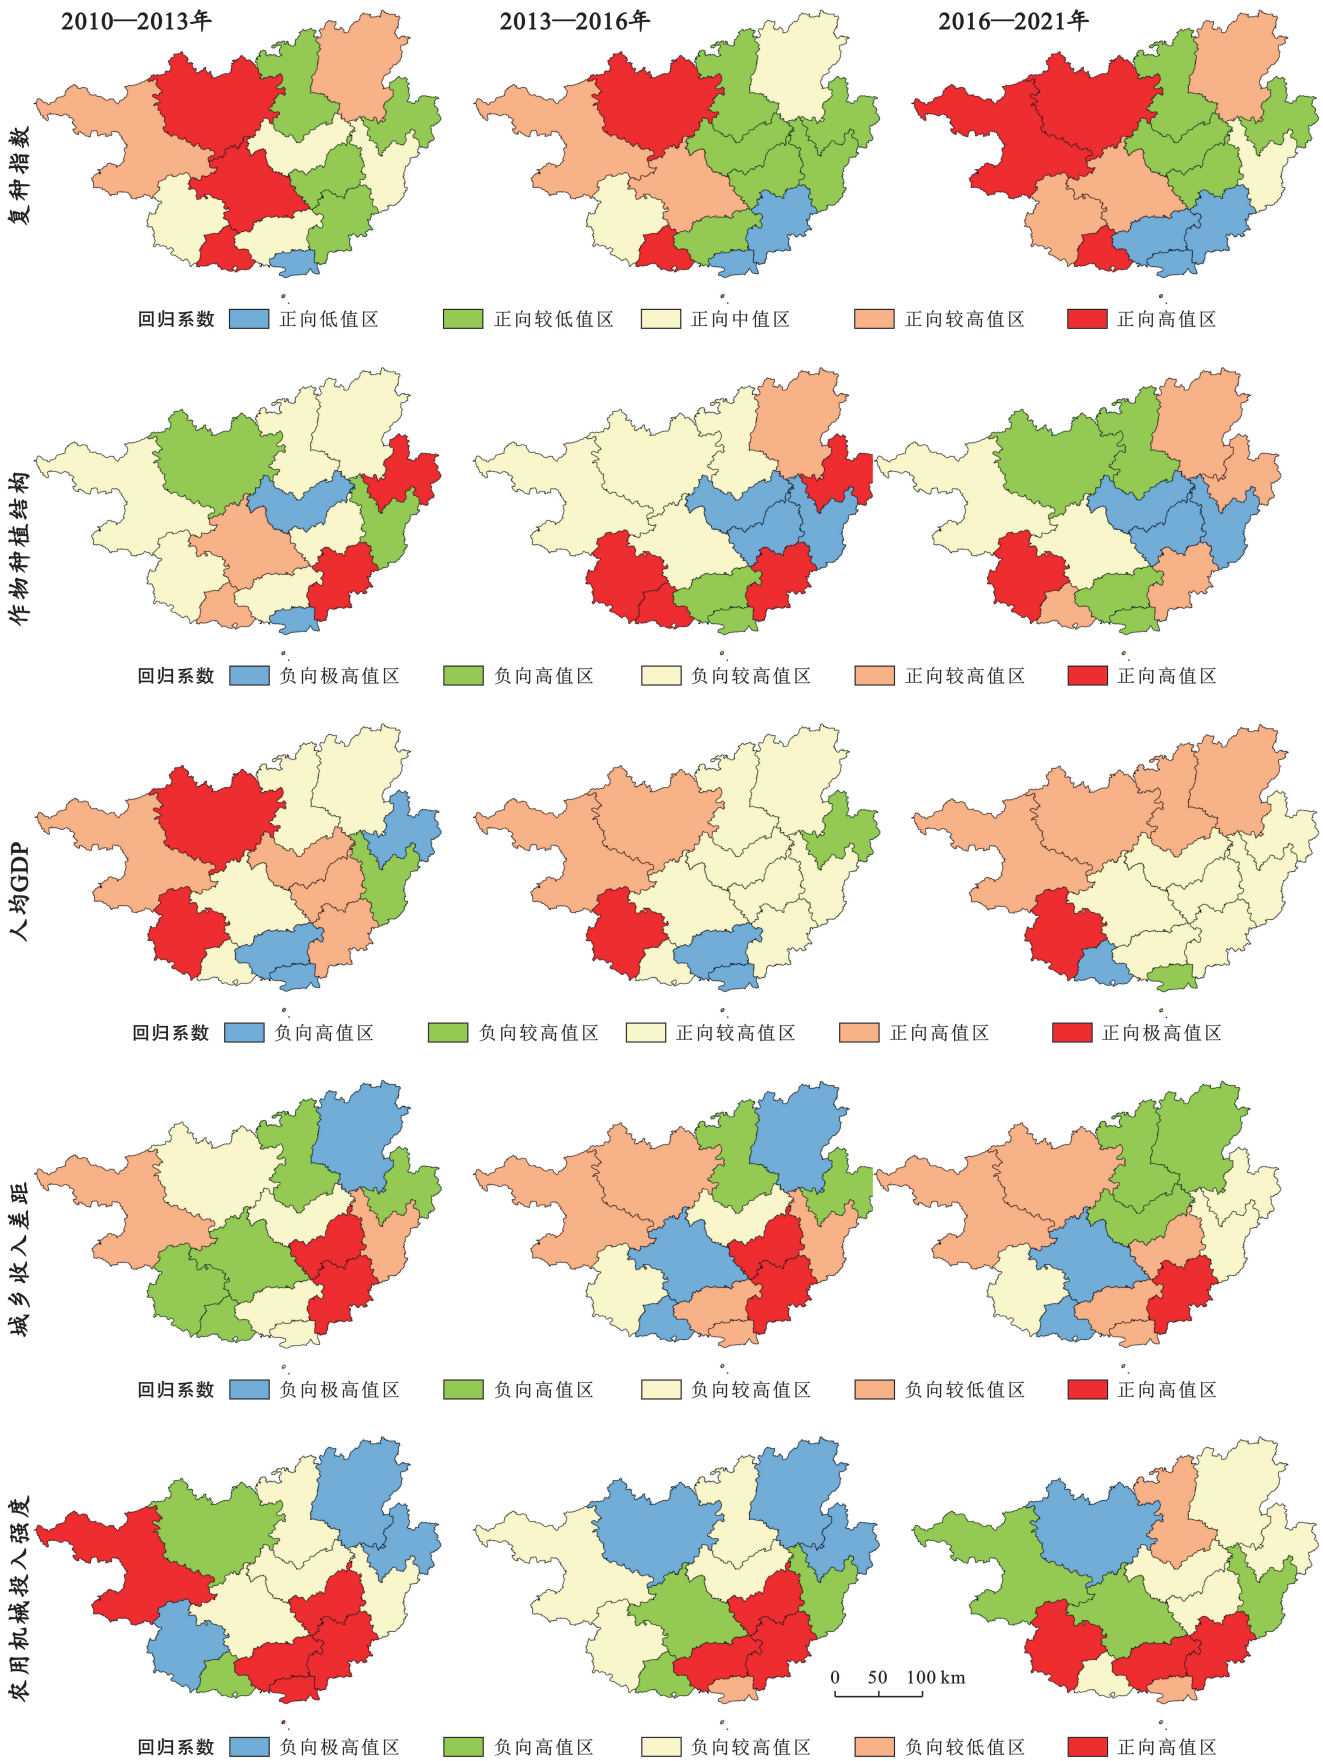 2010—2013年 2013—2016年 2016—2021年
复种指数
回归系数 正向低值区 正向较低值区 正向中值区 正向较高值区 正向高值区
作物种植结构
回归系数 负向极高值区 负向高值区 负向较高值区 正向较高值区 正向高值区
人均GDP
回归系数 负向高值区 负向较高值区 正向较高值区 正向高值区 正向极高值区
城乡收入差距
回归系数 负向极高值区 负向高值区 负向较高值区 负向较低值区 正向高值区
农用机械投入强度
0 50 100 km
回归系数 负向极高值区 负向高值区 负向较高值区 负向较低值区 正向高值区